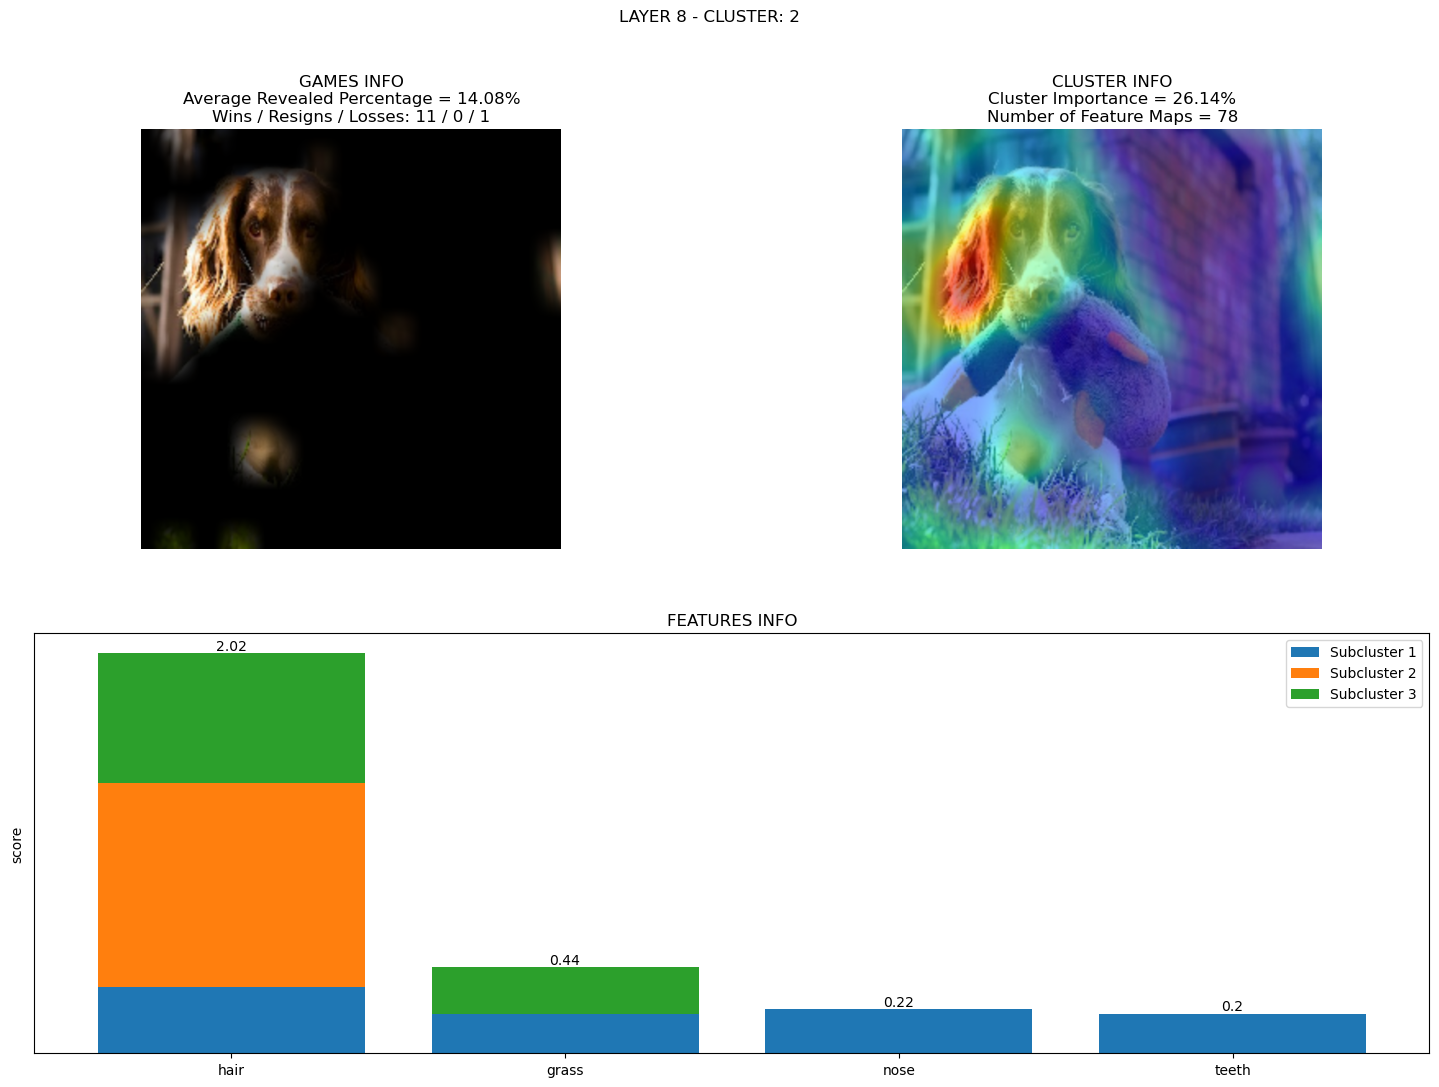 LAYER 8 - CLUSTER: 2
GAMES INFO
Average Revealed Percentage = 14.08%
Wins / Resigns / Losses: 11 / 0 / 1
CLUSTER INFO
Cluster Importance = 26.14%
Number of Feature Maps = 78
FEATURES INFO
score
2.02
0.44
0.22
0.2
Subcluster 1
Subcluster 2
Subcluster 3
hair
grass
nose
teeth